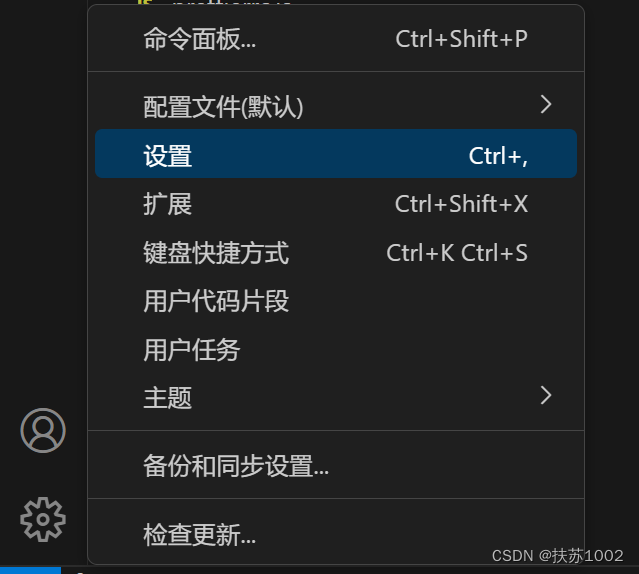 命令面板... Ctrl+Shift+P
配置文件(默认)
设置 Ctrl+,
扩展 Ctrl+Shift+X
键盘快捷方式 Ctrl+K Ctrl+S
用户代码片段
用户任务
主题
备份和同步设置...
检查更新...
CSDN @扶苏1002